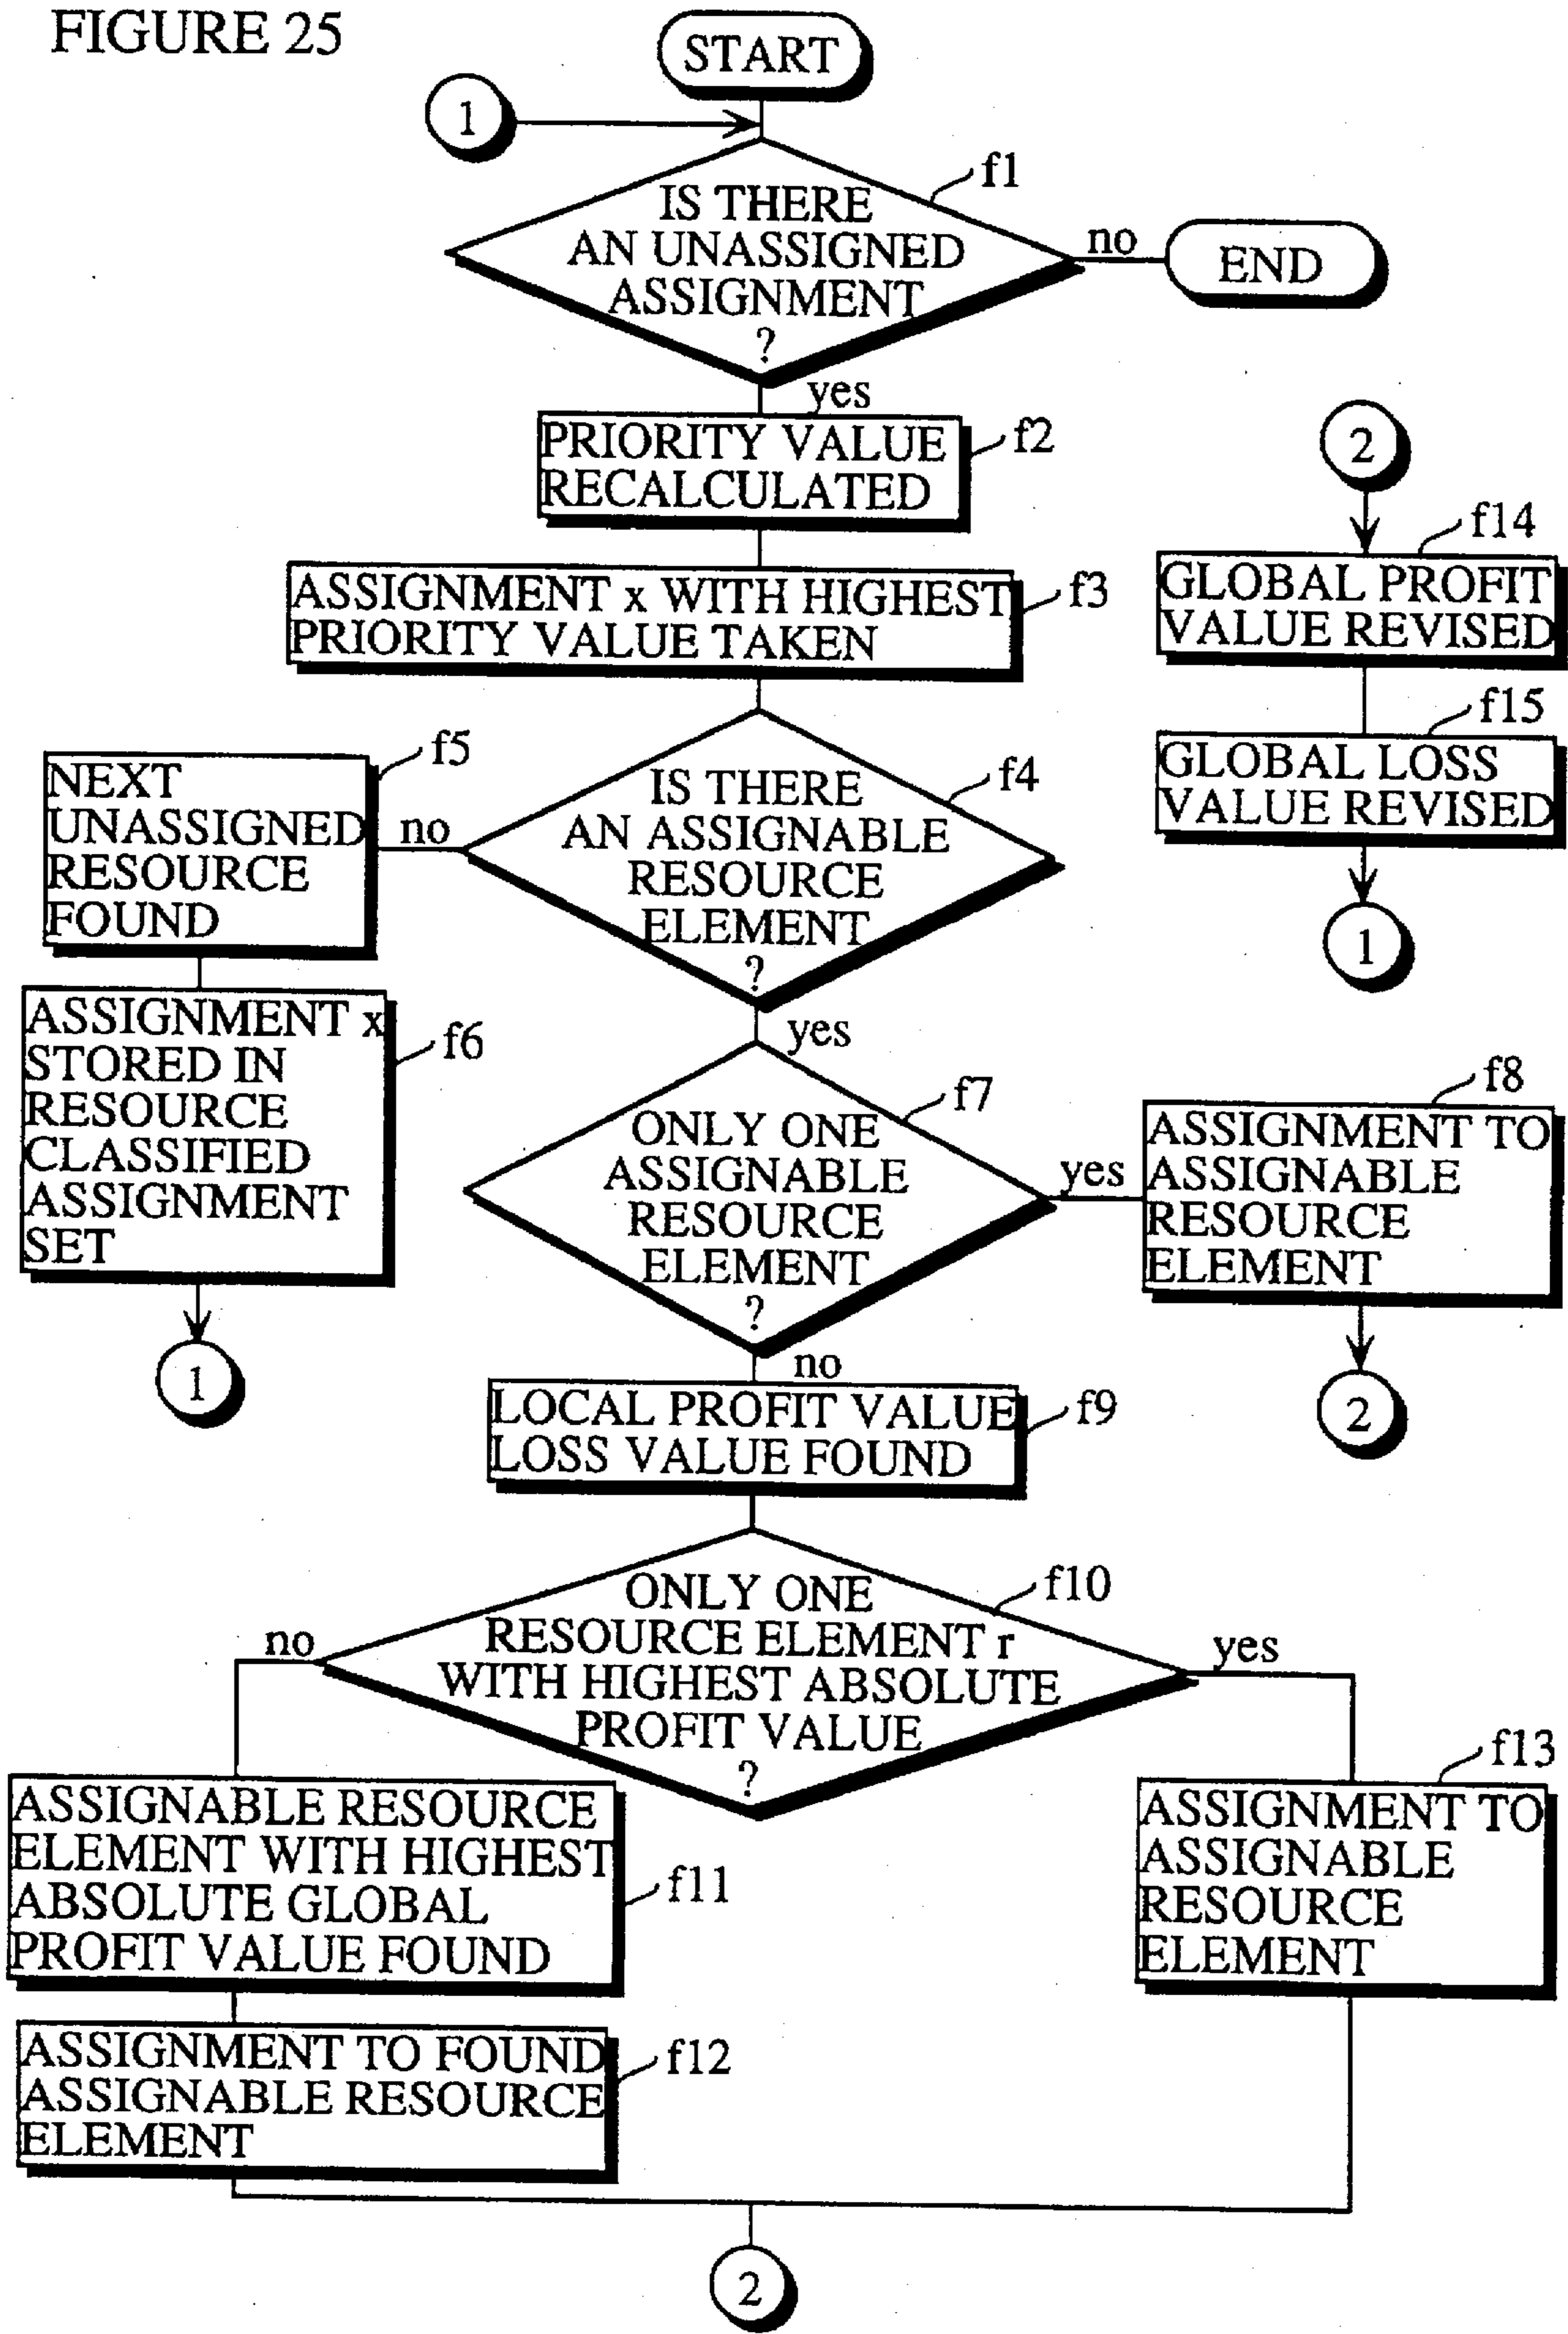 FIGURE 25
START
1
f1
IS THERE
AN UNASSIGNED
ASSIGNMENT
?
no
END
yes
PRIORITY VALUE
RECALCULATED
f2
2
f14
GLOBAL PROFIT
VALUE REVISED
ASSIGNMENT x WITH HIGHEST
PRIORITY VALUE TAKEN
f3
f15
GLOBAL LOSS
VALUE REVISED
1
f5
NEXT
UNASSIGNED
RESOURCE
FOUND
no
f4
IS THERE
AN ASSIGNABLE
RESOURCE
ELEMENT
?
yes
ASSIGNMENT x
STORED IN
RESOURCE
CLASSIFIED
ASSIGNMENT
SET
f6
1
f7
ONLY ONE
ASSIGNABLE
RESOURCE
ELEMENT
?
yes
f8
ASSIGNMENT TO
ASSIGNABLE
RESOURCE
ELEMENT
2
no
LOCAL PROFIT VALUE
LOSS VALUE FOUND
f9
f10
ONLY ONE
RESOURCE ELEMENT r
WITH HIGHEST ABSOLUTE
PROFIT VALUE
?
no
yes
ASSIGNABLE RESOURCE
ELEMENT WITH HIGHEST
ABSOLUTE GLOBAL
PROFIT VALUE FOUND
f11
f13
ASSIGNMENT TO
ASSIGNABLE
RESOURCE
ELEMENT
ASSIGNMENT TO FOUND
ASSIGNABLE RESOURCE
ELEMENT
f12
2